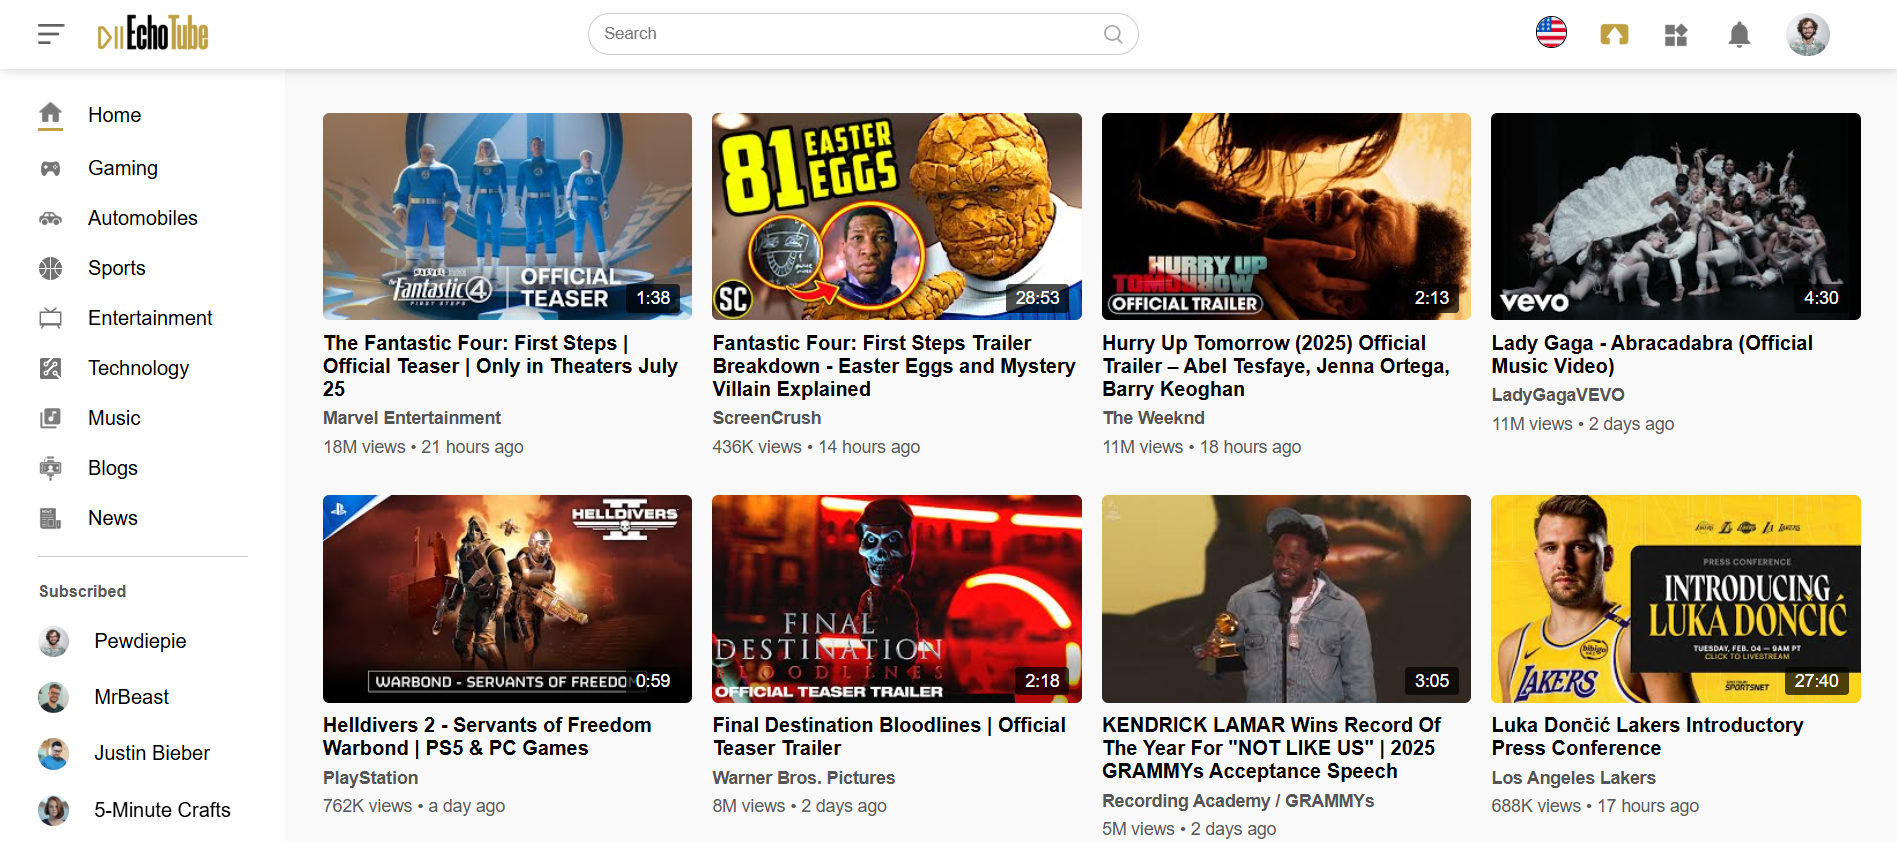 EchoTube
Search
Home
Gaming
Automobiles
Sports
Entertainment
Technology
Music
Blogs
News
Subscribed
Pewdiepie
MrBeast
Justin Bieber
5-Minute Crafts
MARVEL STUDIOS
the Fantastic 4
FIRST STEPS
OFFICIAL
TEASER
1:38
The Fantastic Four: First Steps |
Official Teaser | Only in Theaters July
25
Marvel Entertainment
18M views • 21 hours ago
81 EASTER
EGGS
SC
28:53
Fantastic Four: First Steps Trailer
Breakdown - Easter Eggs and Mystery
Villain Explained
ScreenCrush
436K views • 14 hours ago
HURRY UP
TOMORROW
OFFICIAL TRAILER
2:13
Hurry Up Tomorrow (2025) Official
Trailer – Abel Tesfaye, Jenna Ortega,
Barry Keoghan
The Weeknd
11M views • 18 hours ago
vevo
4:30
Lady Gaga - Abracadabra (Official
Music Video)
LadyGagaVEVO
11M views • 2 days ago
HELLDIVERS
II
WARBOND - SERVANTS OF FREEDO
0:59
Helldivers 2 - Servants of Freedom
Warbond | PS5 & PC Games
PlayStation
762K views • a day ago
FINAL
DESTINATION
BLOODLINES
OFFICIAL TEASER TRAILER
2:18
Final Destination Bloodlines | Official
Teaser Trailer
Warner Bros. Pictures
8M views • 2 days ago
3:05
KENDRICK LAMAR Wins Record Of
The Year For "NOT LIKE US" | 2025
GRAMMYs Acceptance Speech
Recording Academy / GRAMMYs
5M views • 2 days ago
LAKERS
PRESS CONFERENCE
INTRODUCING
LUKA DONČIĆ
TUESDAY, FEB. 04 — 9AM PT
CLICK TO LIVESTREAM
bibigo
LAKERS
SPECTRUM
SPORTSNET
27:40
Luka Dončić Lakers Introductory
Press Conference
Los Angeles Lakers
688K views • 17 hours ago